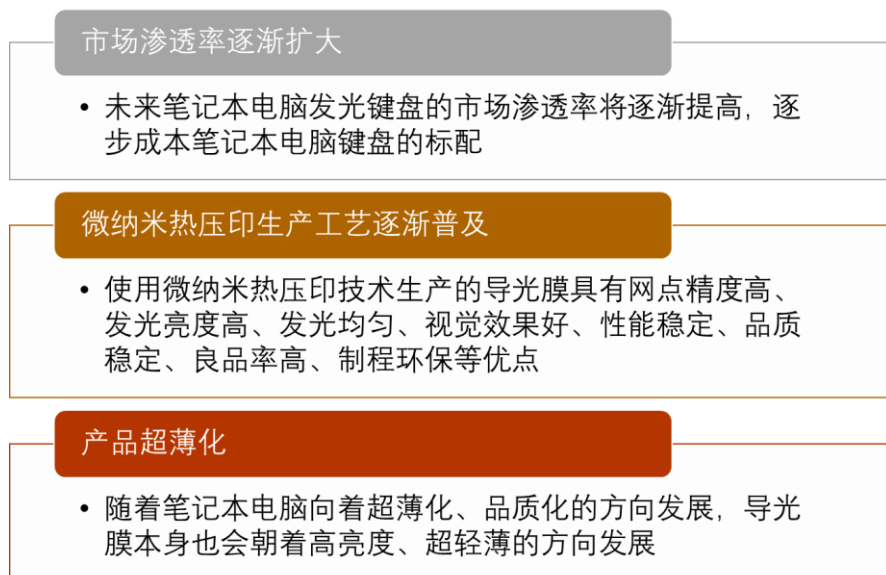 市场渗透率逐渐扩大
• 未来笔记本电脑发光键盘的市场渗透率将逐渐提高，逐
步成本笔记本电脑键盘的标配
微纳米热压印生产工艺逐渐普及
• 使用微纳米热压印技术生产的导光膜具有网点精度高、
发光亮度高、发光均匀、视觉效果好、性能稳定、品质
稳定、良品率高、制程环保等优点
产品超薄化
• 随着笔记本电脑向着超薄化、品质化的方向发展，导光
膜本身也会朝着高亮度、超轻薄的方向发展